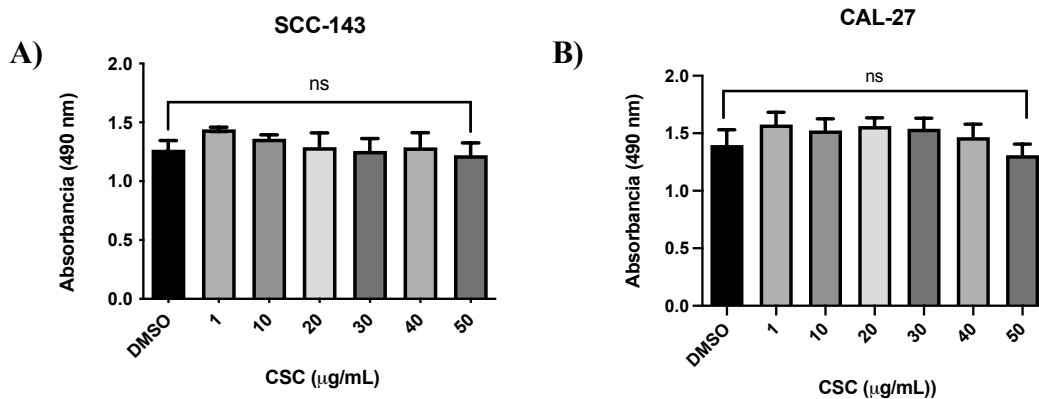 A)
SCC-143
Absorbancia (490 nm)
2.0
1.5
1.0
0.5
0.0
ns
DMSO
1
10
20
30
40
50
CSC (μg/mL)
B)
CAL-27
Absorbancia (490 nm)
2.0
1.5
1.0
0.5
0.0
ns
DMSO
1
10
20
30
40
50
CSC (μg/mL))